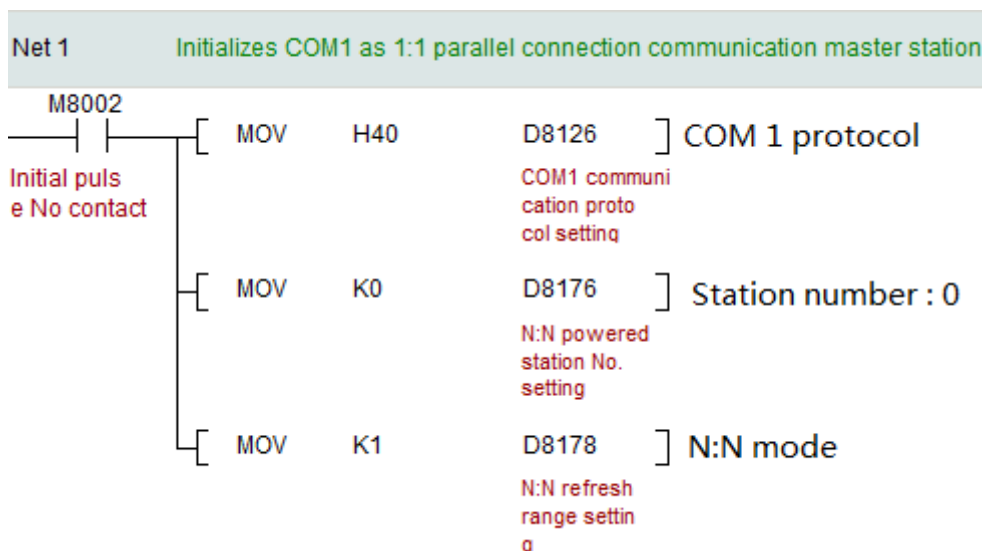 Net 1 Initializes COM1 as 1:1 parallel connection communication master station
M8002
MOV H40 D8126 COM 1 protocol
Initial puls
e No contact
COM1 communi
cation proto
col setting
MOV K0 D8176 Station number : 0
N:N powered
station No.
setting
MOV K1 D8178 N:N mode
N:N refresh
range settin
g